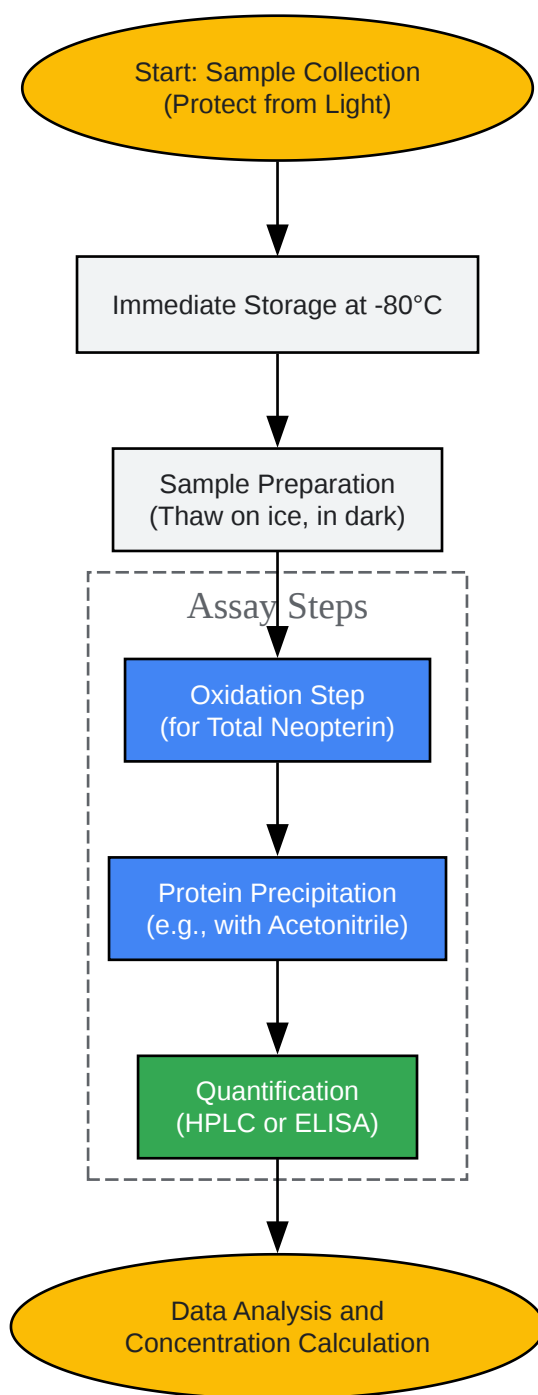 Start: Sample Collection
(Protect from Light)
Immediate Storage at -80°C
Sample Preparation
(Thaw on ice, in dark)
Assay Steps
Oxidation Step
(for Total Neopterin)
Protein Precipitation
(e.g., with Acetonitrile)
Quantification
(HPLC or ELISA)
Data Analysis and
Concentration Calculation